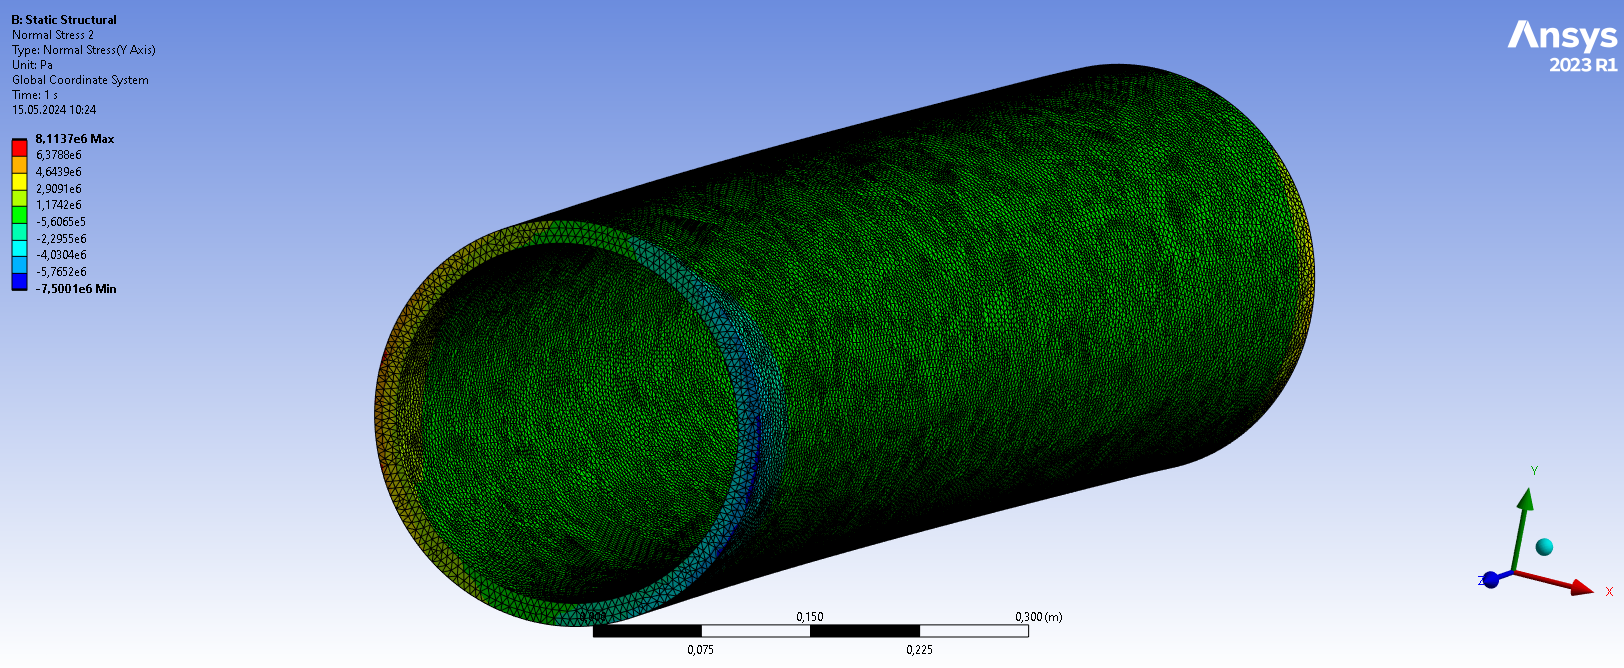 B: Static Structural
Normal Stress 2
Type: Normal Stress(Y Axis)
Unit: Pa
Global Coordinate System
Time: 1 s
15.05.2024 10:24
8,1137e6 Max
6,3788e6
4,6439e6
2,9091e6
1,1742e6
-5,6065e5
-2,2955e6
-4,0304e6
-5,7652e6
-7,5001e6 Min
Ansys
2023 R1
Y
Z
X
0,150
0,300 (m)
0,075
0,225